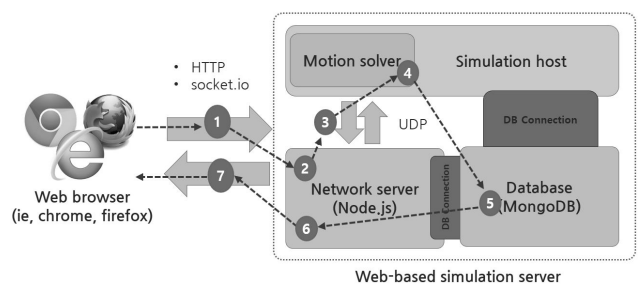 • HTTP
• socket.io
Motion solver
Simulation host
4
DB Connection
1
3
UDP
2
7
Network server
(Node.js)
DB Connection
Database
(MongoDB)
5
6
Web browser
(ie, chrome, firefox)
Web-based simulation server